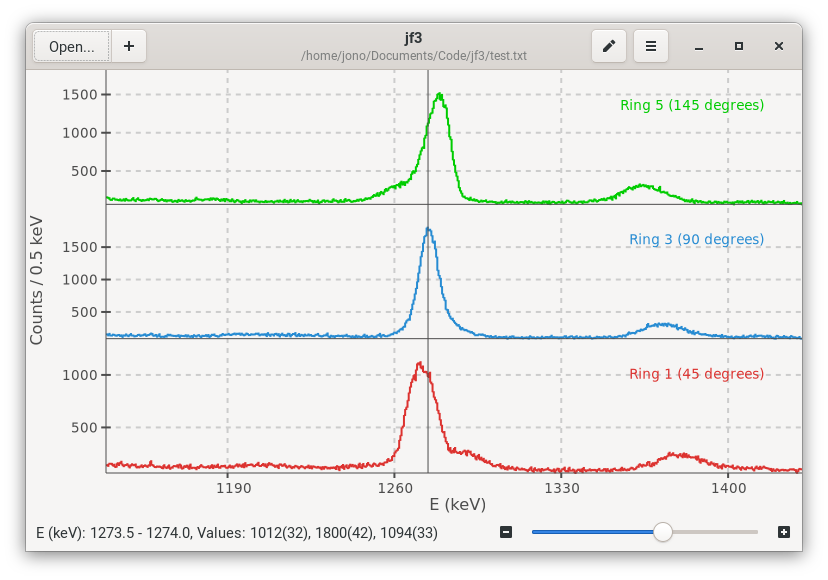 Open...
+
jf3
/home/jono/Documents/Code/jf3/test.txt
Counts / 0.5 keV
1500
1000
500
Ring 5 (145 degrees)
1500
1000
500
Ring 3 (90 degrees)
1000
500
Ring 1 (45 degrees)
1190 1260 1330 1400
E (keV)
E (keV): 1273.5 - 1274.0, Values: 1012(32), 1800(42), 1094(33)